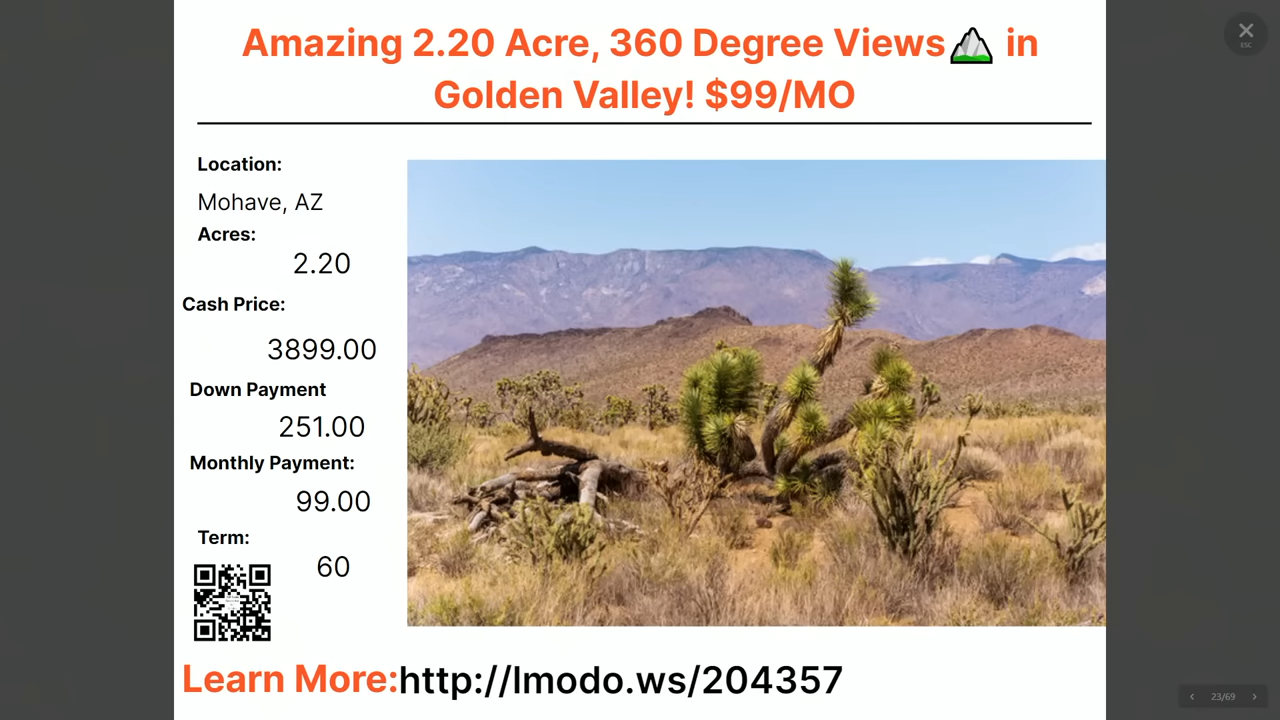 Amazing 2.20 Acre, 360 Degree Views⛰️ in
Golden Valley! $99/MO
Location:
Mohave, AZ
Acres:
2.20
Cash Price:
3899.00
Down Payment
251.00
Monthly Payment:
99.00
Term:
60
Learn More:http://lmodo.ws/204357
ESC
23/69